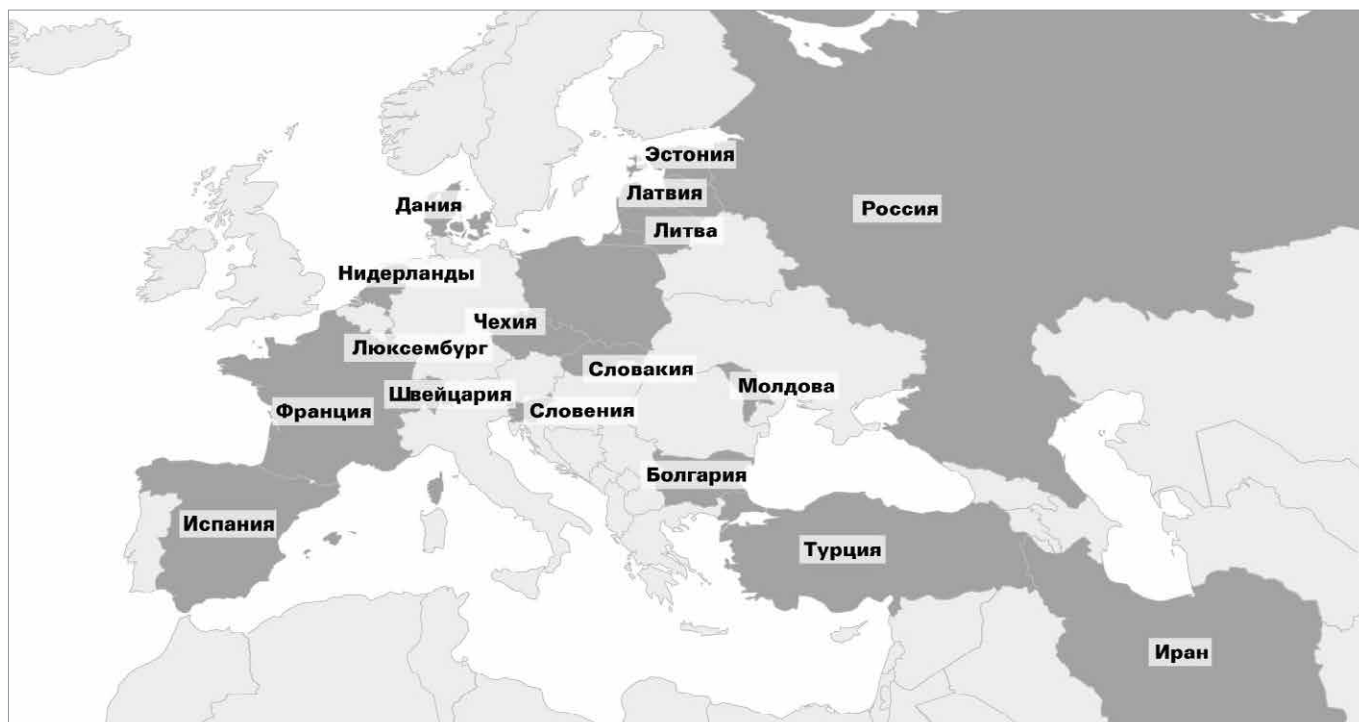 Эстония
Латвия
Россия
Дания
Литва
Нидерланды
Чехия
Люксембург
Словакия
Молдова
Швейцария
Франция
Словения
Болгария
Испания
Турция
Иран